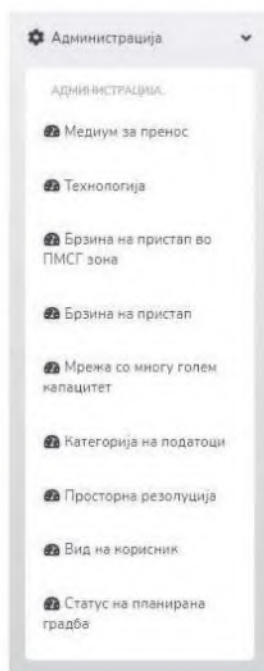 Администрација
АДМИНИСТРАЦИЈА:
Медиум за пренос
Технологија
Брзина на пристап во
ПМСГ зона
Брзина на пристап
Мрежа со многу голем
капацитет
Категорија на податоци
Просторна резолуција
Вид на корисник
Статус на планирана
градба